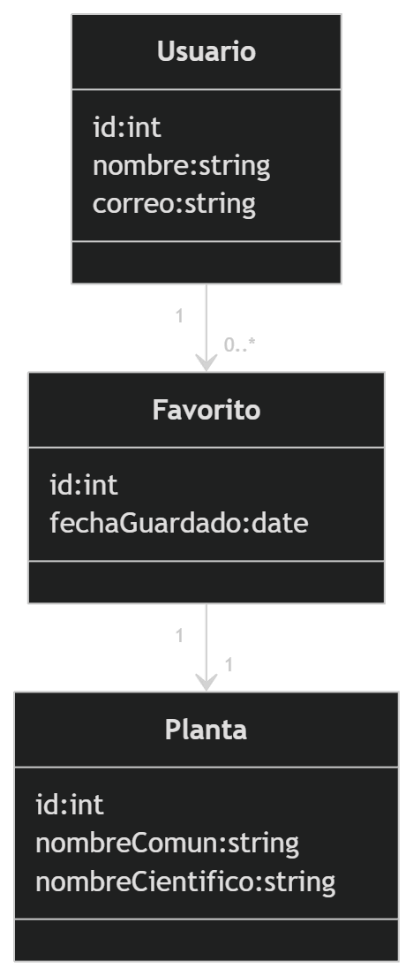 Usuario
id:int
nombre:string
correo:string
1
0..*
Favorito
id:int
fechaGuardado:date
1
1
Planta
id:int
nombreComun:string
nombreCientifico:string